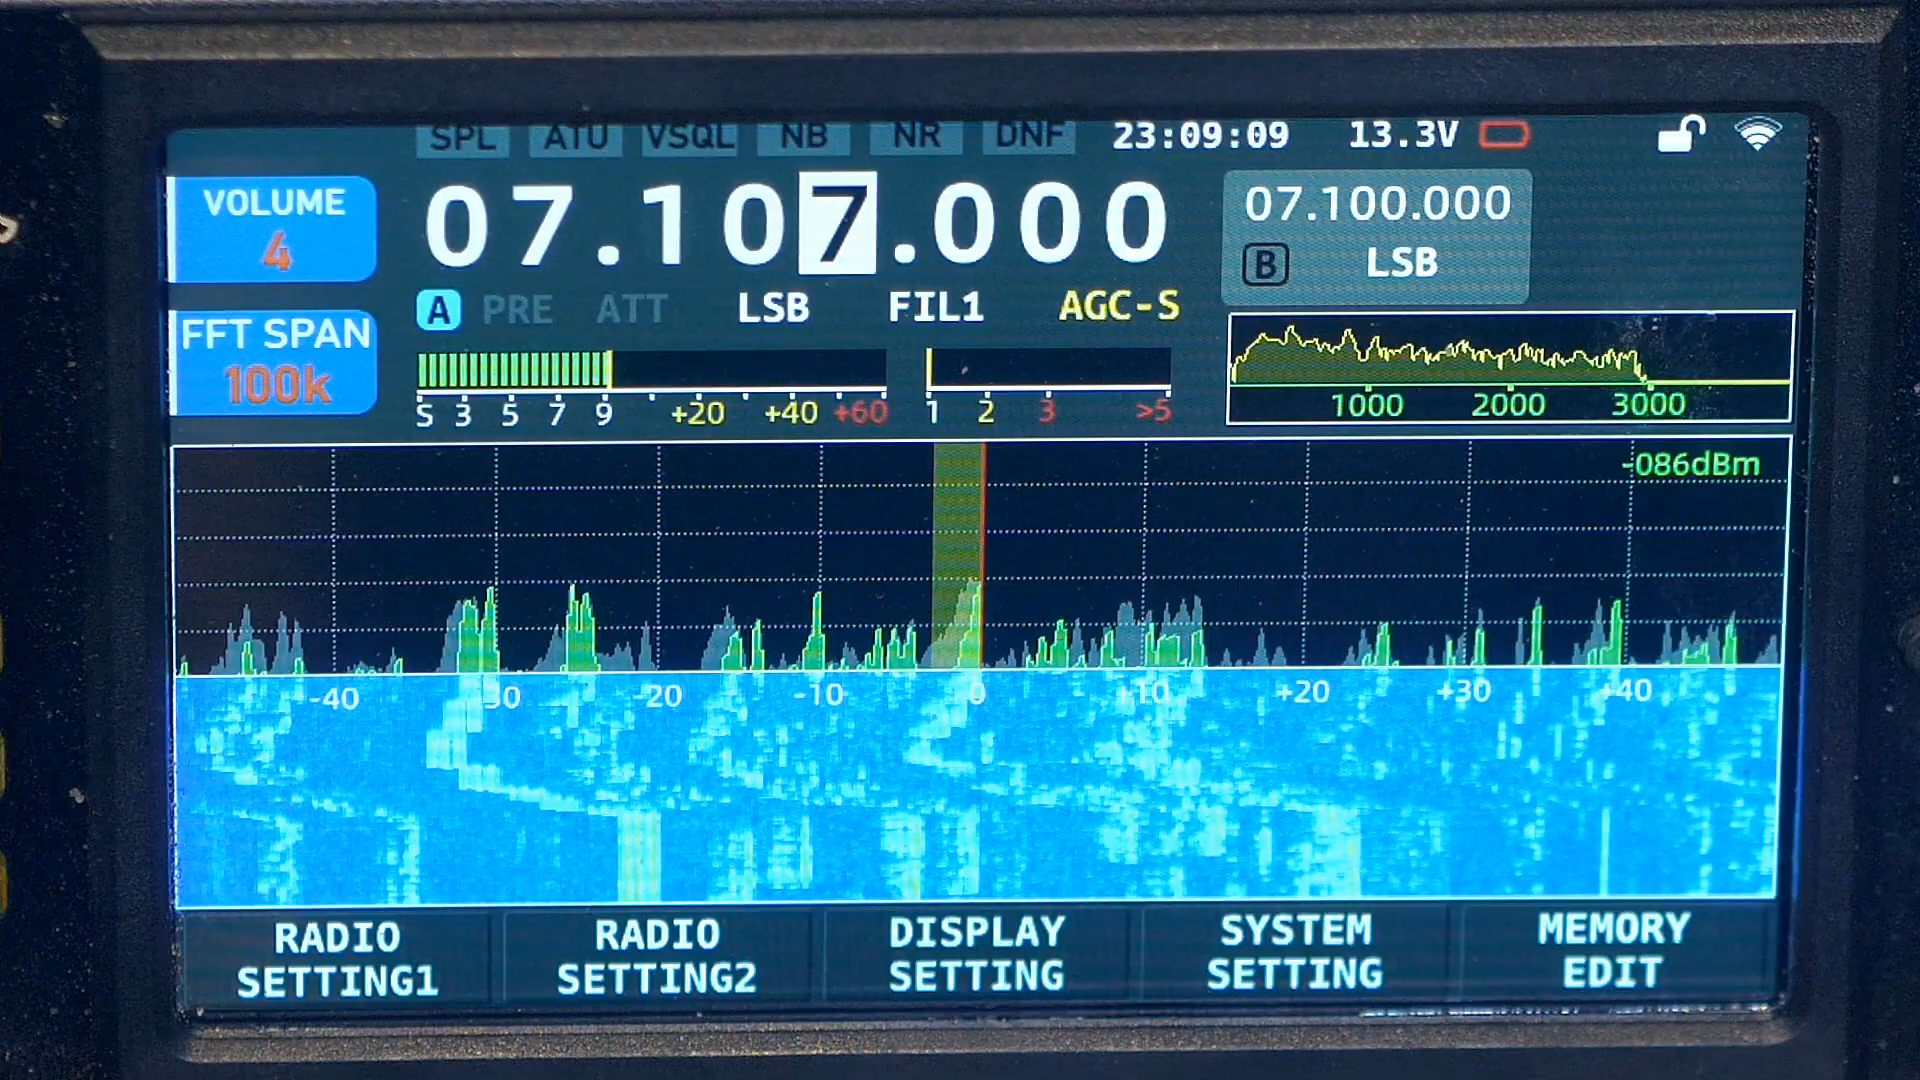 SPL ATU VSQL NB NR DNF 23:09:09 13.3V
VOLUME
4
07.107.000
07.100.000
B LSB
A PRE ATT LSB FIL1 AGC-S
FFT SPAN
100k
S 3 5 7 9 +20 +40 +60
1 2 3 >5
1000 2000 3000
-086dBm
-40 -30 -20 -10 0 +10 +20 +30 +40
RADIO SETTING1
RADIO SETTING2
DISPLAY SETTING
SYSTEM SETTING
MEMORY EDIT